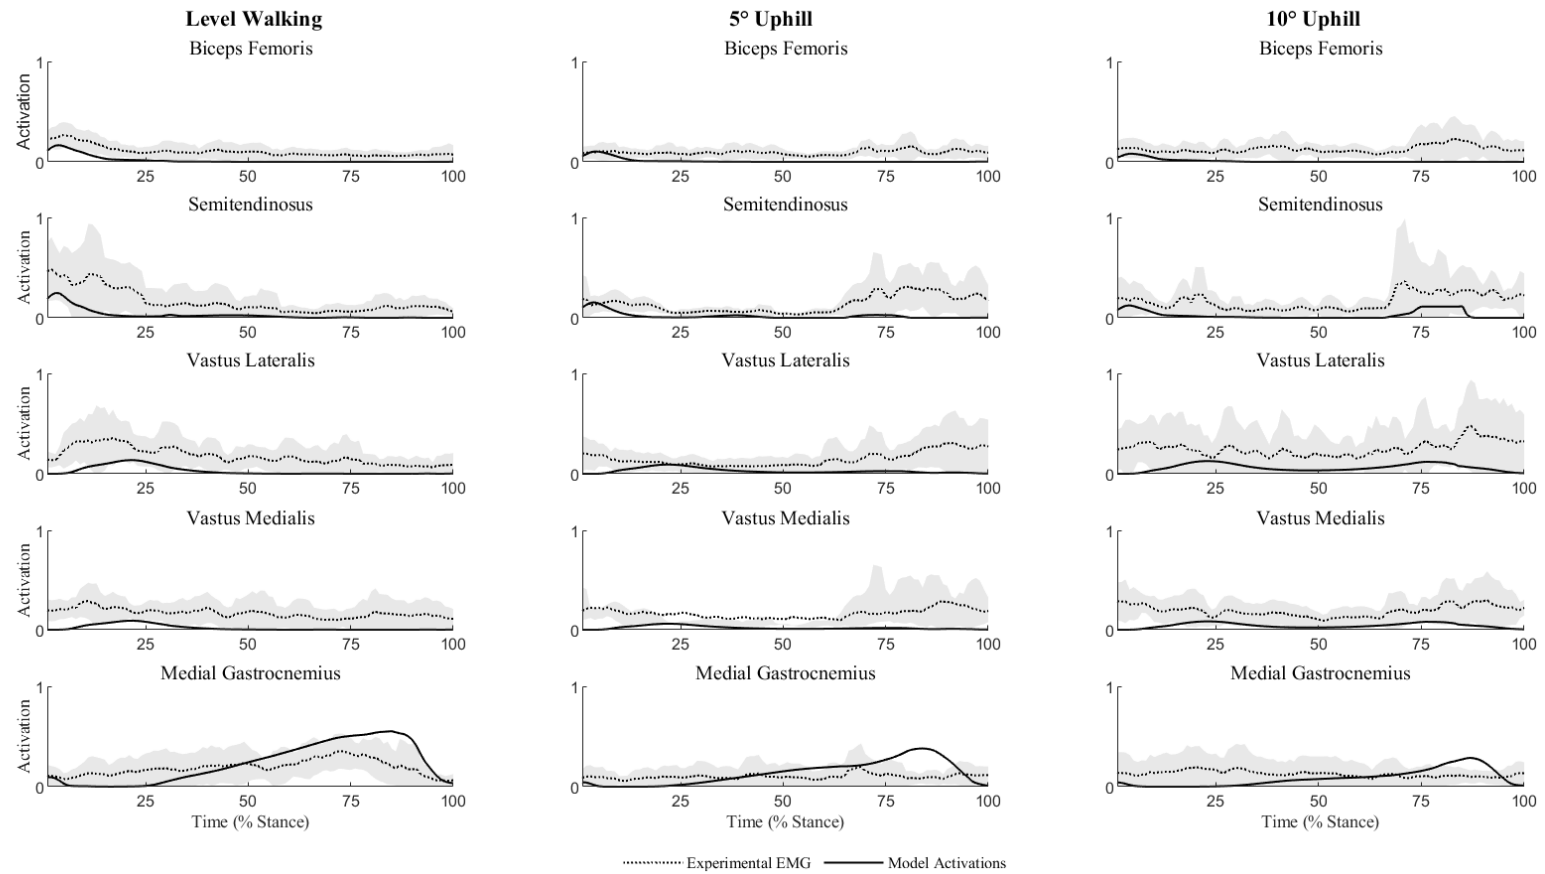 Level Walking 5° Uphill 10° Uphill
Biceps Femoris Biceps Femoris Biceps Femoris
1 1 1
Activation
0 0 0
25 50 75 100 25 50 75 100 25 50 75 100
Semitendinosus Semitendinosus Semitendinosus
1 1 1
Activation
0 0 0
25 50 75 100 25 50 75 100 25 50 75 100
Vastus Lateralis Vastus Lateralis Vastus Lateralis
1 1 1
Activation
0 0 0
25 50 75 100 25 50 75 100 25 50 75 100
Vastus Medialis Vastus Medialis Vastus Medialis
1 1 1
Activation
0 0 0
25 50 75 100 25 50 75 100 25 50 75 100
Medial Gastrocnemius Medial Gastrocnemius Medial Gastrocnemius
1 1 1
Activation
0 0 0
25 50 75 100 25 50 75 100 25 50 75 100
Time (% Stance) Time (% Stance) Time (% Stance)
Experimental EMG Model Activations